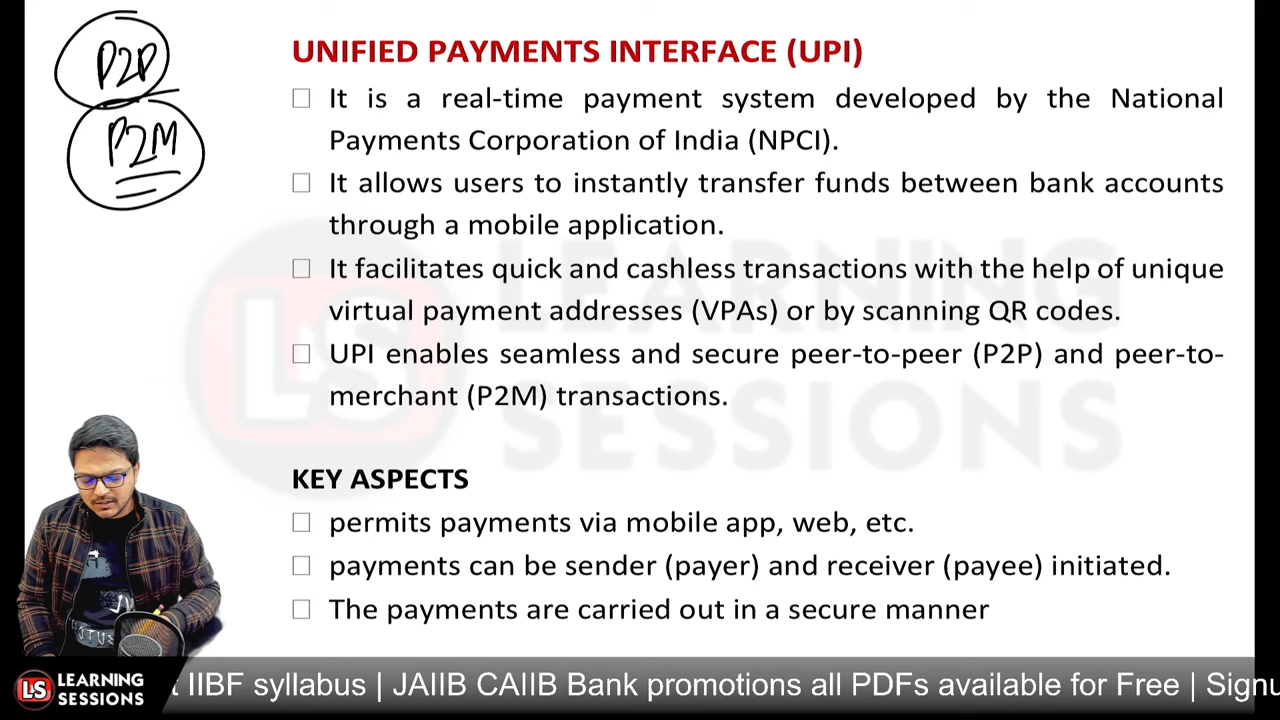 P2P
P2M
UNIFIED PAYMENTS INTERFACE (UPI)
It is a real-time payment system developed by the National
Payments Corporation of India (NPCI).
It allows users to instantly transfer funds between bank accounts
through a mobile application.
It facilitates quick and cashless transactions with the help of unique
virtual payment addresses (VPAs) or by scanning QR codes.
UPI enables seamless and secure peer-to-peer (P2P) and peer-to-
merchant (P2M) transactions.
LS LEARNING
SESSIONS
KEY ASPECTS
permits payments via mobile app, web, etc.
payments can be sender (payer) and receiver (payee) initiated.
The payments are carried out in a secure manner
LS LEARNING
SESSIONS
t IIBF syllabus | JAIIB CAIIB Bank promotions all PDFs available for Free | Signu